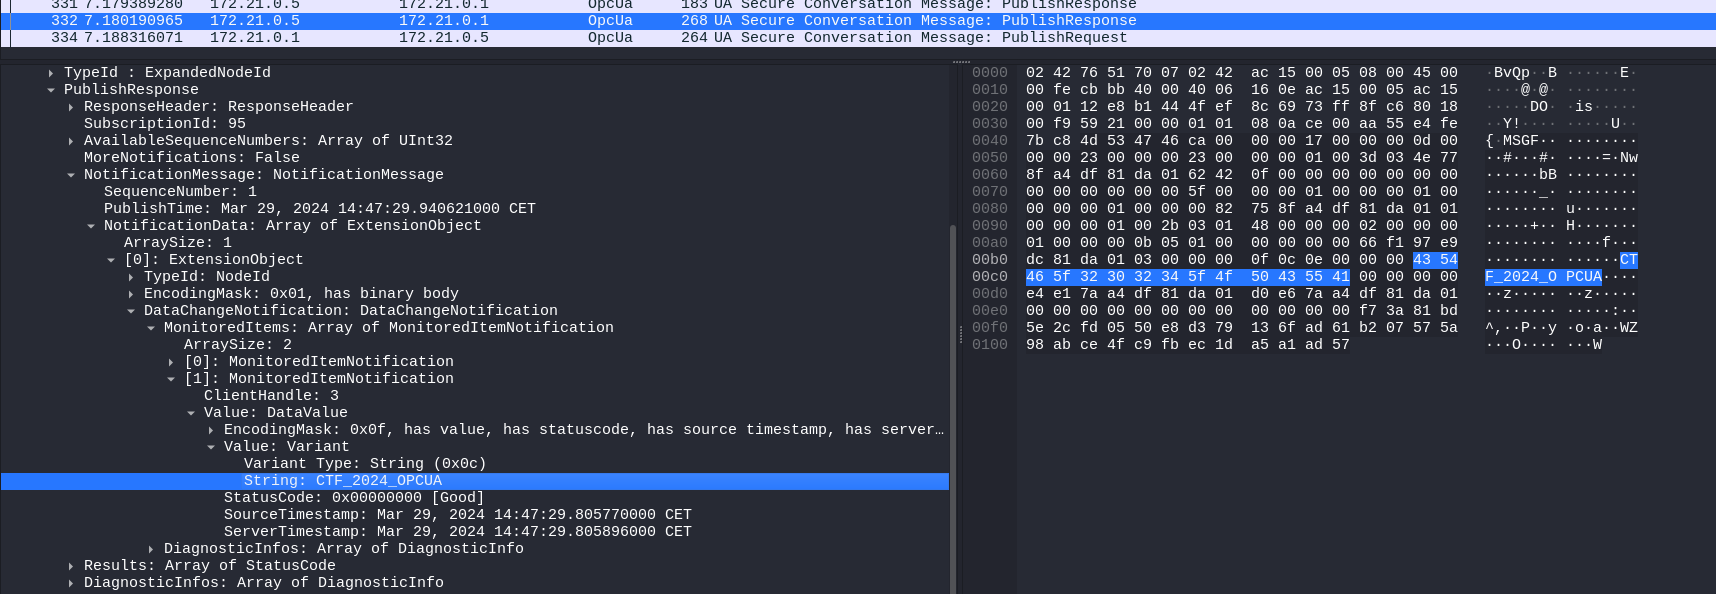 331 7.179389280 172.21.0.5 172.21.0.1 OpcUa 183 UA Secure Conversation Message: PublishResponse
332 7.180190965 172.21.0.5 172.21.0.1 OpcUa 268 UA Secure Conversation Message: PublishResponse
334 7.188316071 172.21.0.1 172.21.0.5 OpcUa 264 UA Secure Conversation Message: PublishRequest
TypeId : ExpandedNodeId
PublishResponse
ResponseHeader: ResponseHeader
SubscriptionId: 95
AvailableSequenceNumbers: Array of UInt32
MoreNotifications: False
NotificationMessage: NotificationMessage
SequenceNumber: 1
PublishTime: Mar 29, 2024 14:47:29.940621000 CET
NotificationData: Array of ExtensionObject
ArraySize: 1
[0]: ExtensionObject
TypeId: NodeId
EncodingMask: 0x01, has binary body
DataChangeNotification: DataChangeNotification
MonitoredItems: Array of MonitoredItemNotification
ArraySize: 2
[0]: MonitoredItemNotification
[1]: MonitoredItemNotification
ClientHandle: 3
Value: DataValue
EncodingMask: 0x0f, has value, has statuscode, has source timestamp, has server…
Value: Variant
Variant Type: String (0x0c)
String: CTF_2024_OPCUA
StatusCode: 0x00000000 [Good]
SourceTimestamp: Mar 29, 2024 14:47:29.805770000 CET
ServerTimestamp: Mar 29, 2024 14:47:29.805896000 CET
DiagnosticInfos: Array of DiagnosticInfo
Results: Array of StatusCode
DiagnosticInfos: Array of DiagnosticInfo
0000 02 42 76 51 70 07 02 42 ac 15 00 05 08 00 45 00 ·BvQp··B ······E·
0010 00 fe cb bb 40 00 40 06 16 0e ac 15 00 05 ac 15 ····@·@· ········
0020 00 01 12 e8 b1 44 4f ef 8c 69 73 ff 8f c6 80 18 ·····DO· ·is·····
0030 00 f9 59 21 00 00 01 01 08 0a ce 00 aa 55 e4 fe ··Y!···· ·····U··
0040 7b c8 4d 53 47 46 ca 00 00 00 17 00 00 00 0d 00 {·MSGF·· ········
0050 00 00 23 00 00 00 23 00 00 00 01 00 3d 03 4e 77 ··#···#· ····=·Nw
0060 8f a4 df 81 da 01 62 42 0f 00 00 00 00 00 00 00 ······bB ········
0070 00 00 00 00 00 00 5f 00 00 00 01 00 00 00 01 00 ······_· ········
0080 00 00 00 01 00 00 00 82 75 8f a4 df 81 da 01 01 ········ u·······
0090 00 00 00 01 00 2b 03 01 48 00 00 00 02 00 00 00 ·····+·· H·······
00a0 01 00 00 00 0b 05 01 00 00 00 00 00 66 f1 97 e9 ········ ····f···
00b0 dc 81 da 01 03 00 00 00 0f 0c 0e 00 00 00 43 54 ········ ······CT
00c0 46 5f 32 30 32 34 5f 4f 50 43 55 41 00 00 00 00 F_2024_O PCUA····
00d0 e4 e1 7a a4 df 81 da 01 d0 e6 7a a4 df 81 da 01 ··z····· ··z·····
00e0 00 00 00 00 00 00 00 00 00 00 00 00 f7 3a 81 bd ········ ·····:··
00f0 5e 2c fd 05 50 e8 d3 79 13 6f ad 61 b2 07 57 5a ^,··P··y ·o·a··WZ
0100 98 ab ce 4f c9 fb ec 1d a5 a1 ad 57 ···O···· ···W